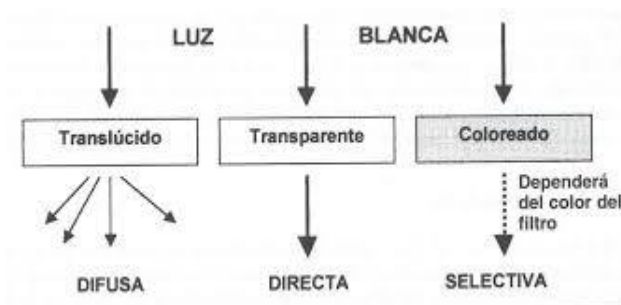 LUZ BLANCA
Translúcido Transparente Coloreado
Dependerá
del color del
filtro
DIFUSA DIRECTA SELECTIVA